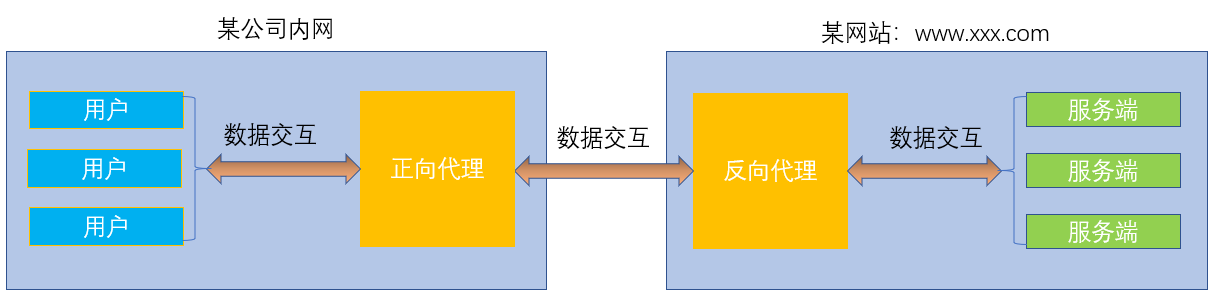 某公司内网
某网站：www.xxx.com
用户
用户
用户
数据交互
正向代理
数据交互
反向代理
数据交互
服务端
服务端
服务端